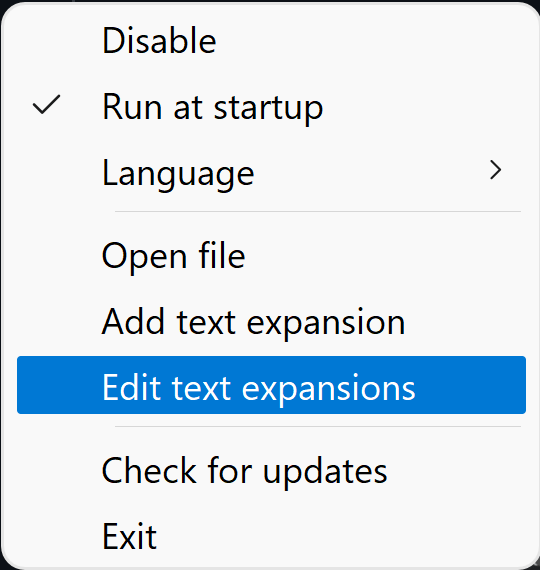 Disable
Run at startup
Language
Open file
Add text expansion
Edit text expansions
Check for updates
Exit